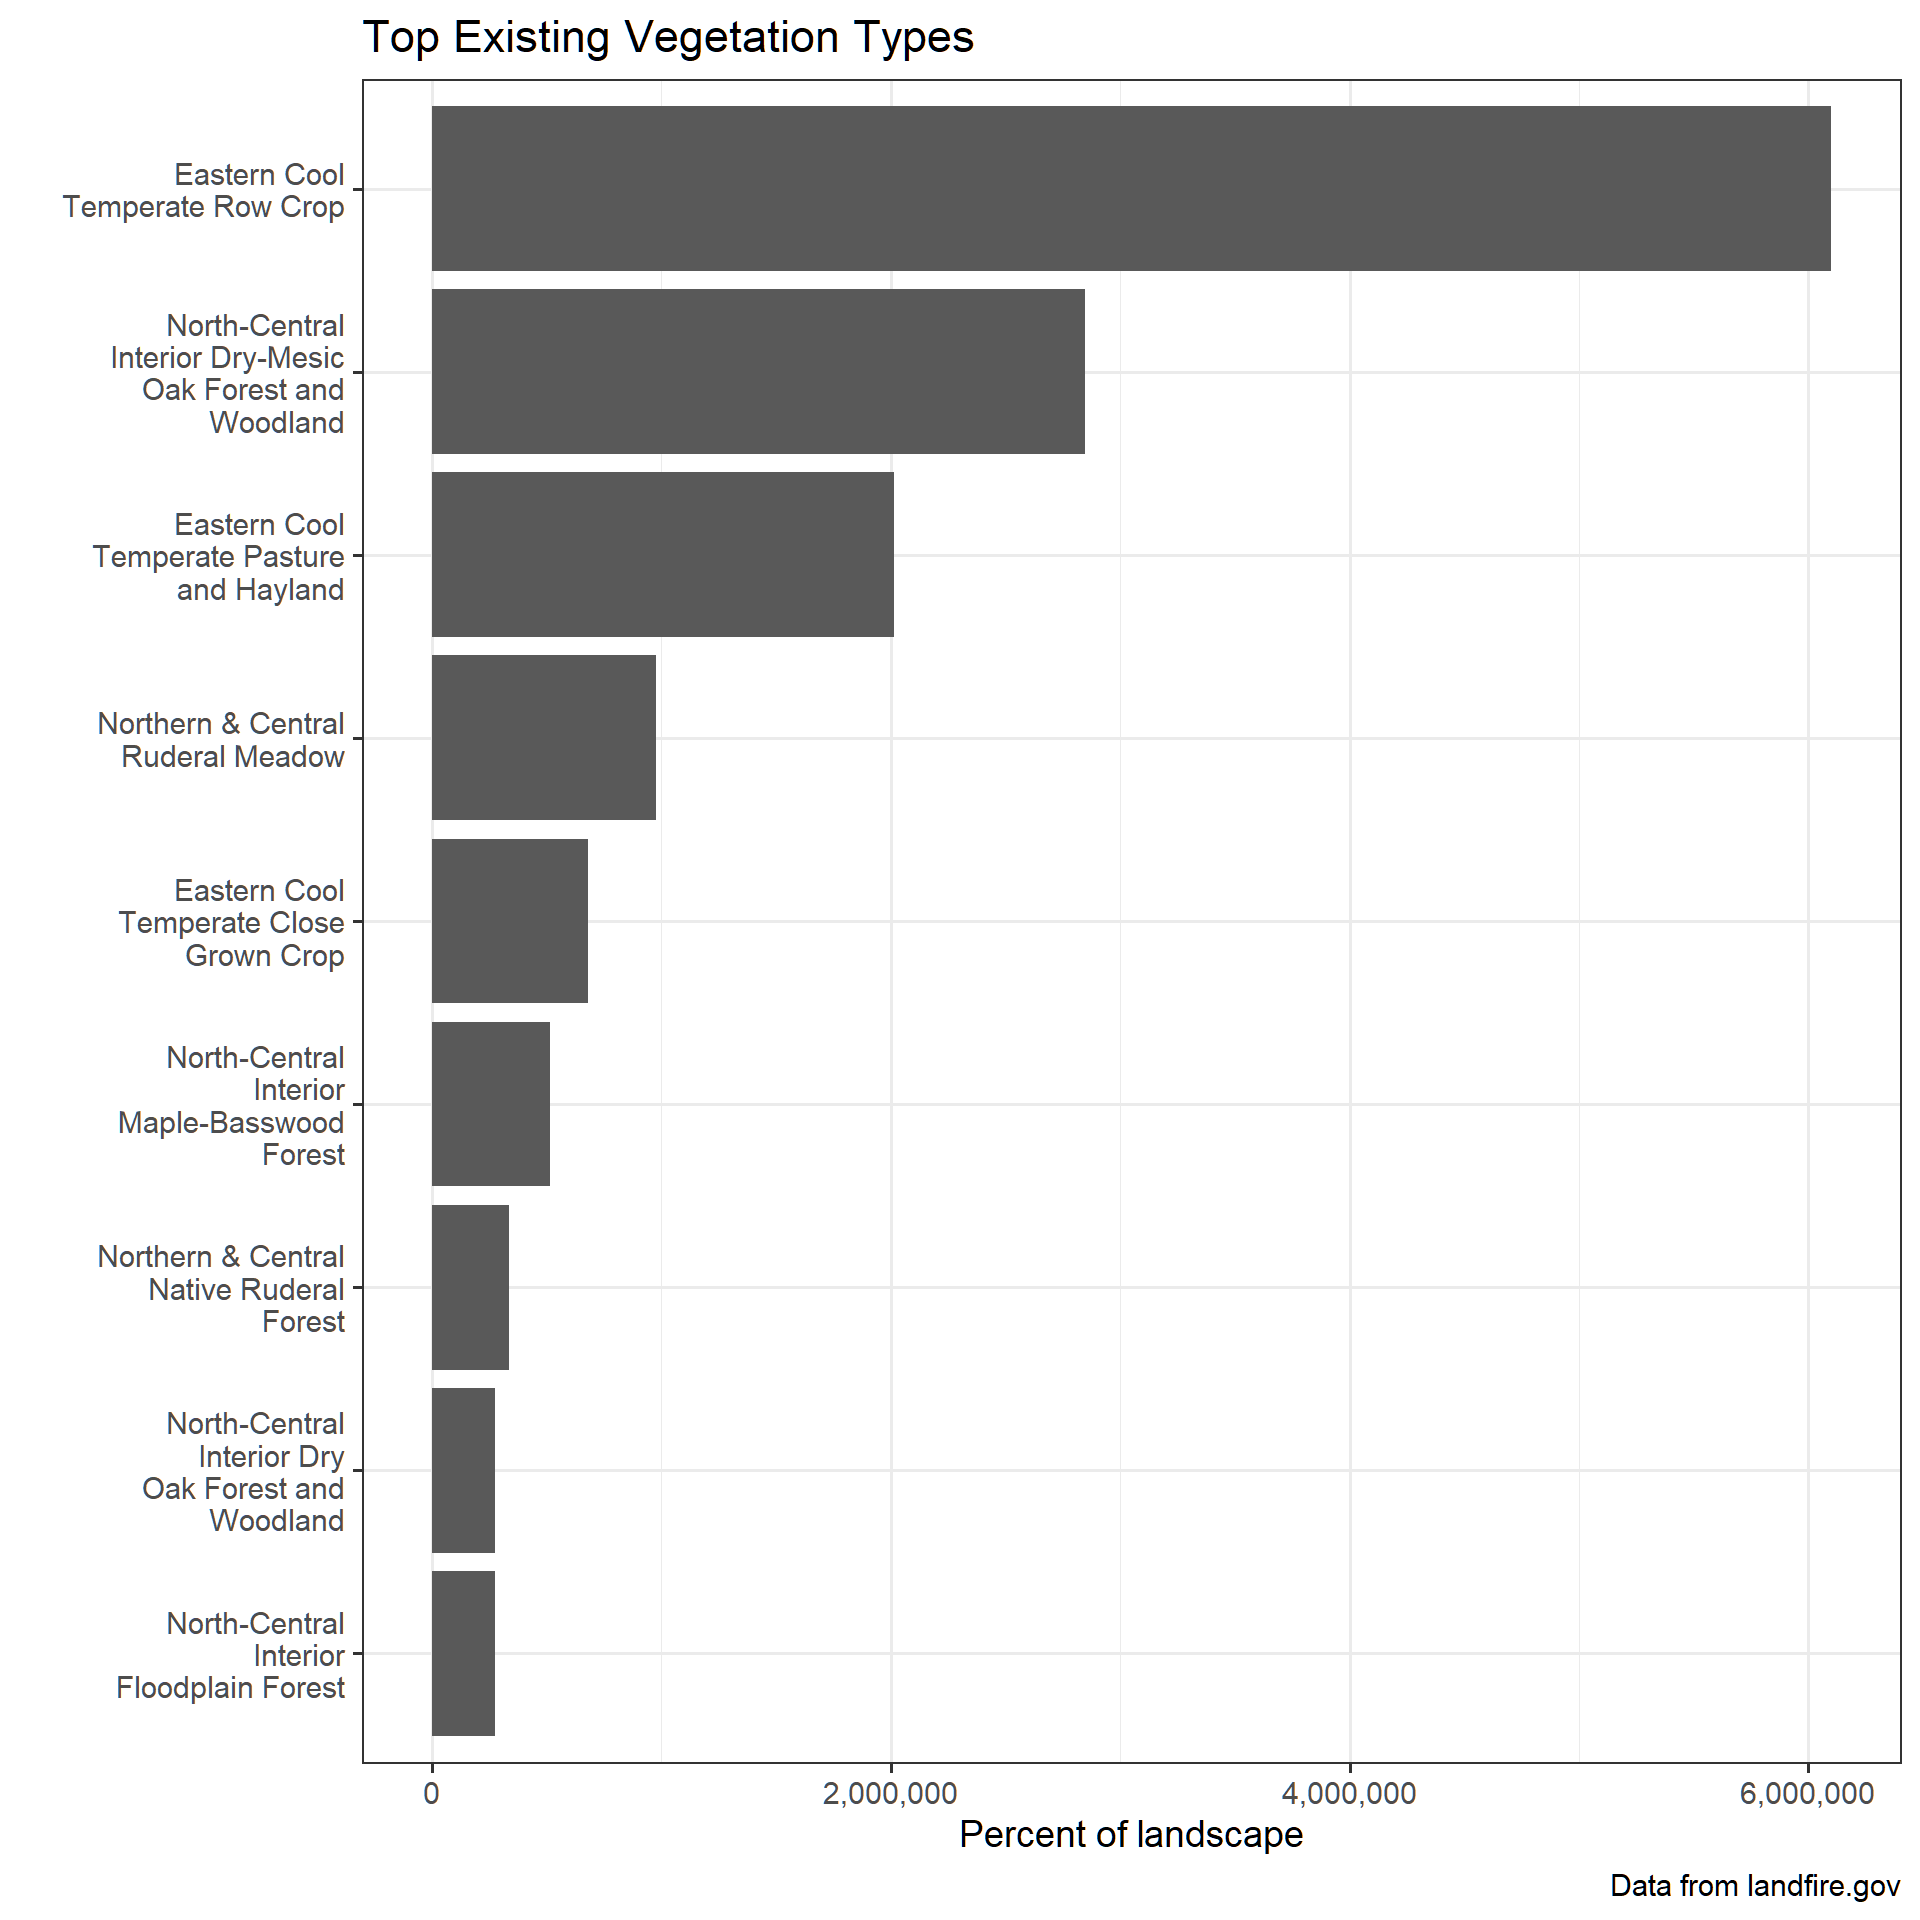 Top Existing Vegetation Types
Eastern Cool
Temperate Row Crop
North-Central
Interior Dry-Mesic
Oak Forest and
Woodland
Eastern Cool
Temperate Pasture
and Hayland
Northern & Central
Ruderal Meadow
Eastern Cool
Temperate Close
Grown Crop
North-Central
Interior
Maple-Basswood
Forest
Northern & Central
Native Ruderal
Forest
North-Central
Interior Dry
Oak Forest and
Woodland
North-Central
Interior
Floodplain Forest
0 2,000,000 4,000,000 6,000,000
Percent of landscape
Data from landfire.gov